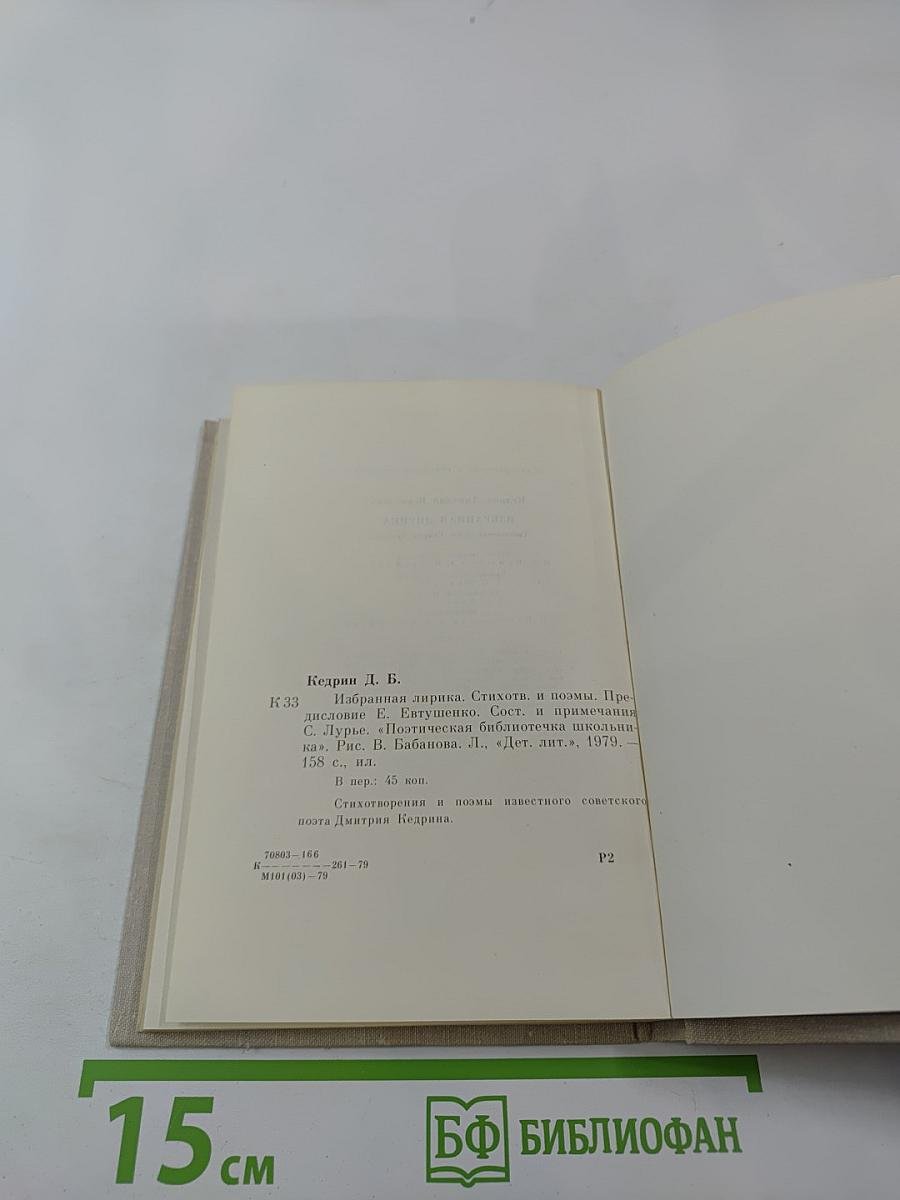 ИЗБРАННАЯ ЛИРИКА
Кедрин Д. Б.
К 33 Избранная лирика. Стихотв. и поэмы. Пре-
дисловие Е. Евтушенко. Сост. и примечания
С. Лурье. «Поэтическая библиотечка школьни-
ка». Рис. В. Бабанова. Л., «Дет. лит.», 1979. —
158 с., ил.
В пер.: 45 коп.
Стихотворения и поэмы известного советского
поэта Дмитрия Кедрина.
70803—166
К———————261—79
М101(03)—79
Р2
15 см
БФ БИБЛИОФАН